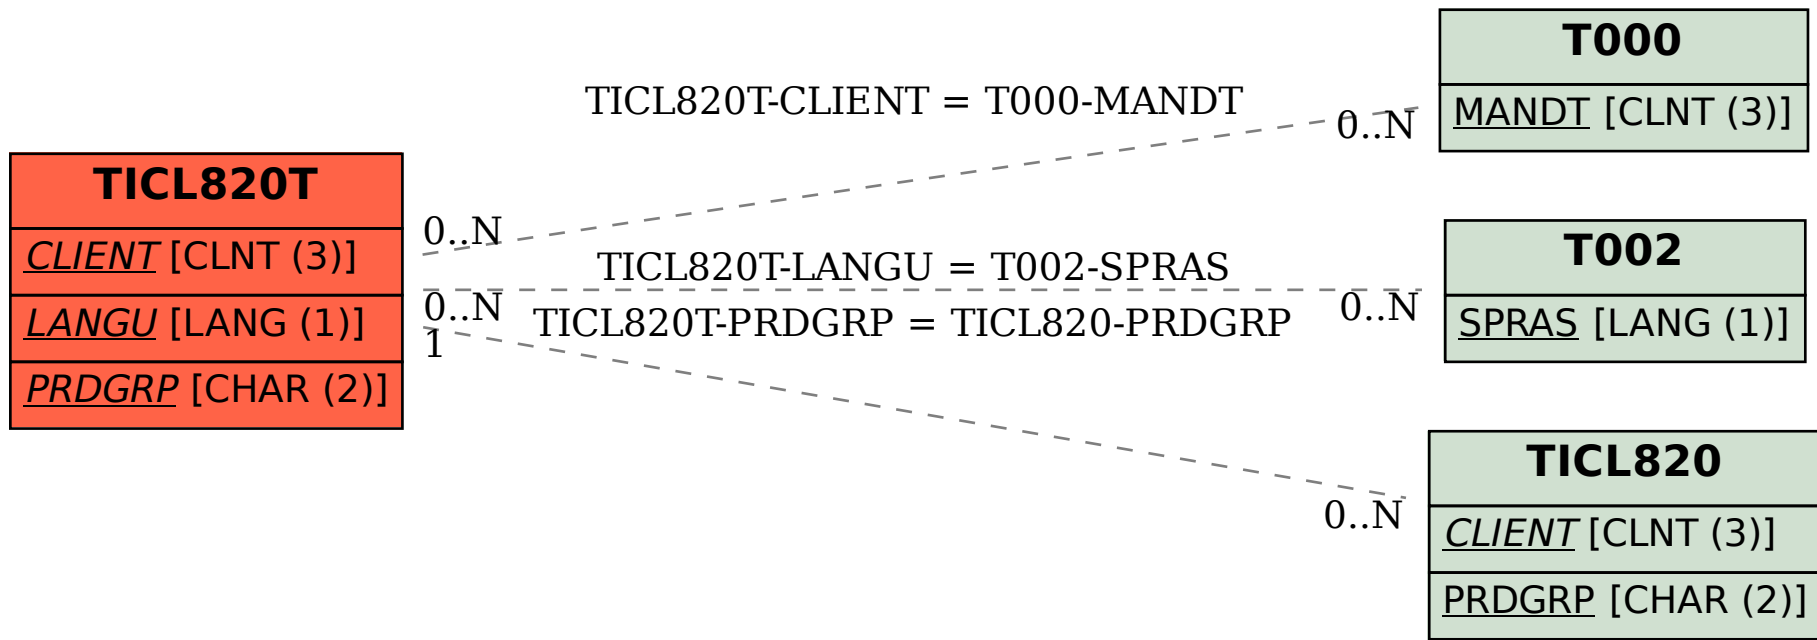 TICL820T
CLIENT [CLNT (3)]
LANGU [LANG (1)]
PRDGRP [CHAR (2)]
TICL820T-CLIENT = T000-MANDT
0..N
0..N
TICL820T-LANGU = T002-SPRAS
0..N
0..N
TICL820T-PRDGRP = TICL820-PRDGRP
1
0..N
T000
MANDT [CLNT (3)]
T002
SPRAS [LANG (1)]
TICL820
CLIENT [CLNT (3)]
PRDGRP [CHAR (2)]